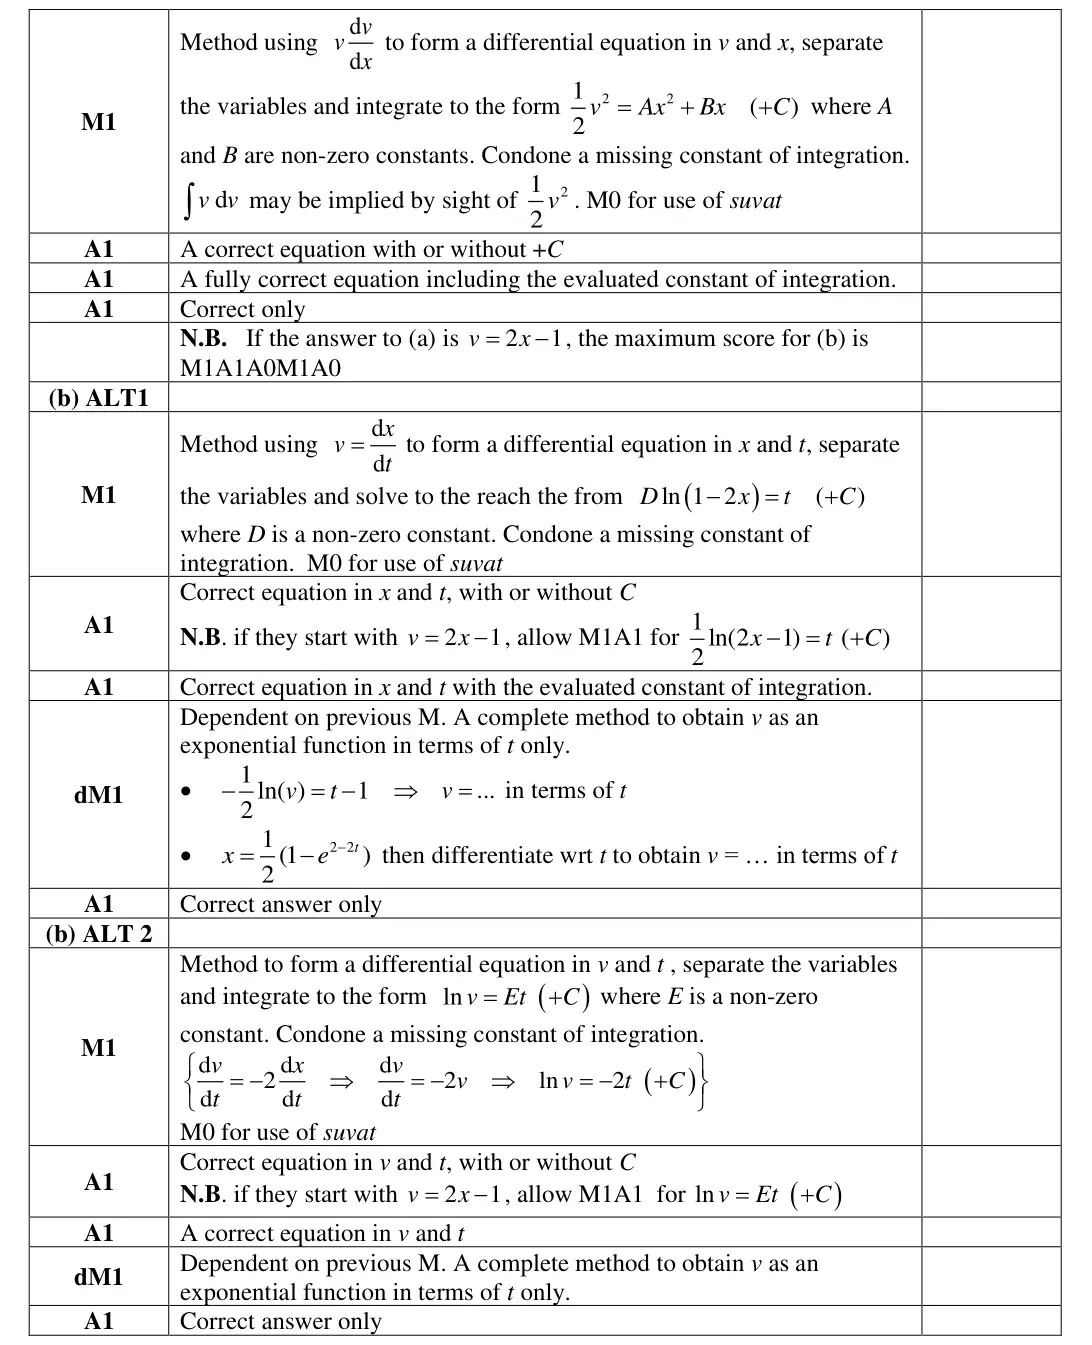 M1
Method using v dv/dx to form a differential equation in v and x, separate
the variables and integrate to the form 1/2 v² = Ax² + Bx (+C) where A
and B are non-zero constants. Condone a missing constant of integration.
∫v dv may be implied by sight of 1/2 v². M0 for use of suvat
A1 A correct equation with or without +C
A1 A fully correct equation including the evaluated constant of integration.
A1 Correct only
N.B. If the answer to (a) is v = 2x − 1, the maximum score for (b) is
M1A1A0M1A0
(b) ALT1
M1
Method using v = dx/dt to form a differential equation in x and t, separate
the variables and solve to the reach the from D ln(1 − 2x) = t (+C)
where D is a non-zero constant. Condone a missing constant of
integration. M0 for use of suvat
A1
Correct equation in x and t, with or without C
N.B. if they start with v = 2x − 1, allow M1A1 for 1/2 ln(2x − 1) = t (+C)
A1 Correct equation in x and t with the evaluated constant of integration.
dM1
Dependent on previous M. A complete method to obtain v as an
exponential function in terms of t only.
• −1/2 ln(v) = t − 1 ⇒ v = ... in terms of t
• x = 1/2 (1 − e²⁻²ᵗ) then differentiate wrt t to obtain v = … in terms of t
A1 Correct answer only
(b) ALT 2
M1
Method to form a differential equation in v and t , separate the variables
and integrate to the form ln v = Et (+C) where E is a non-zero
constant. Condone a missing constant of integration.
{dv/dt = −2 dx/dt ⇒ dv/dt = −2v ⇒ ln v = −2t (+C)}
M0 for use of suvat
A1
Correct equation in v and t, with or without C
N.B. if they start with v = 2x − 1, allow M1A1 for ln v = Et (+C)
A1 A correct equation in v and t
dM1
Dependent on previous M. A complete method to obtain v as an
exponential function in terms of t only.
A1 Correct answer only